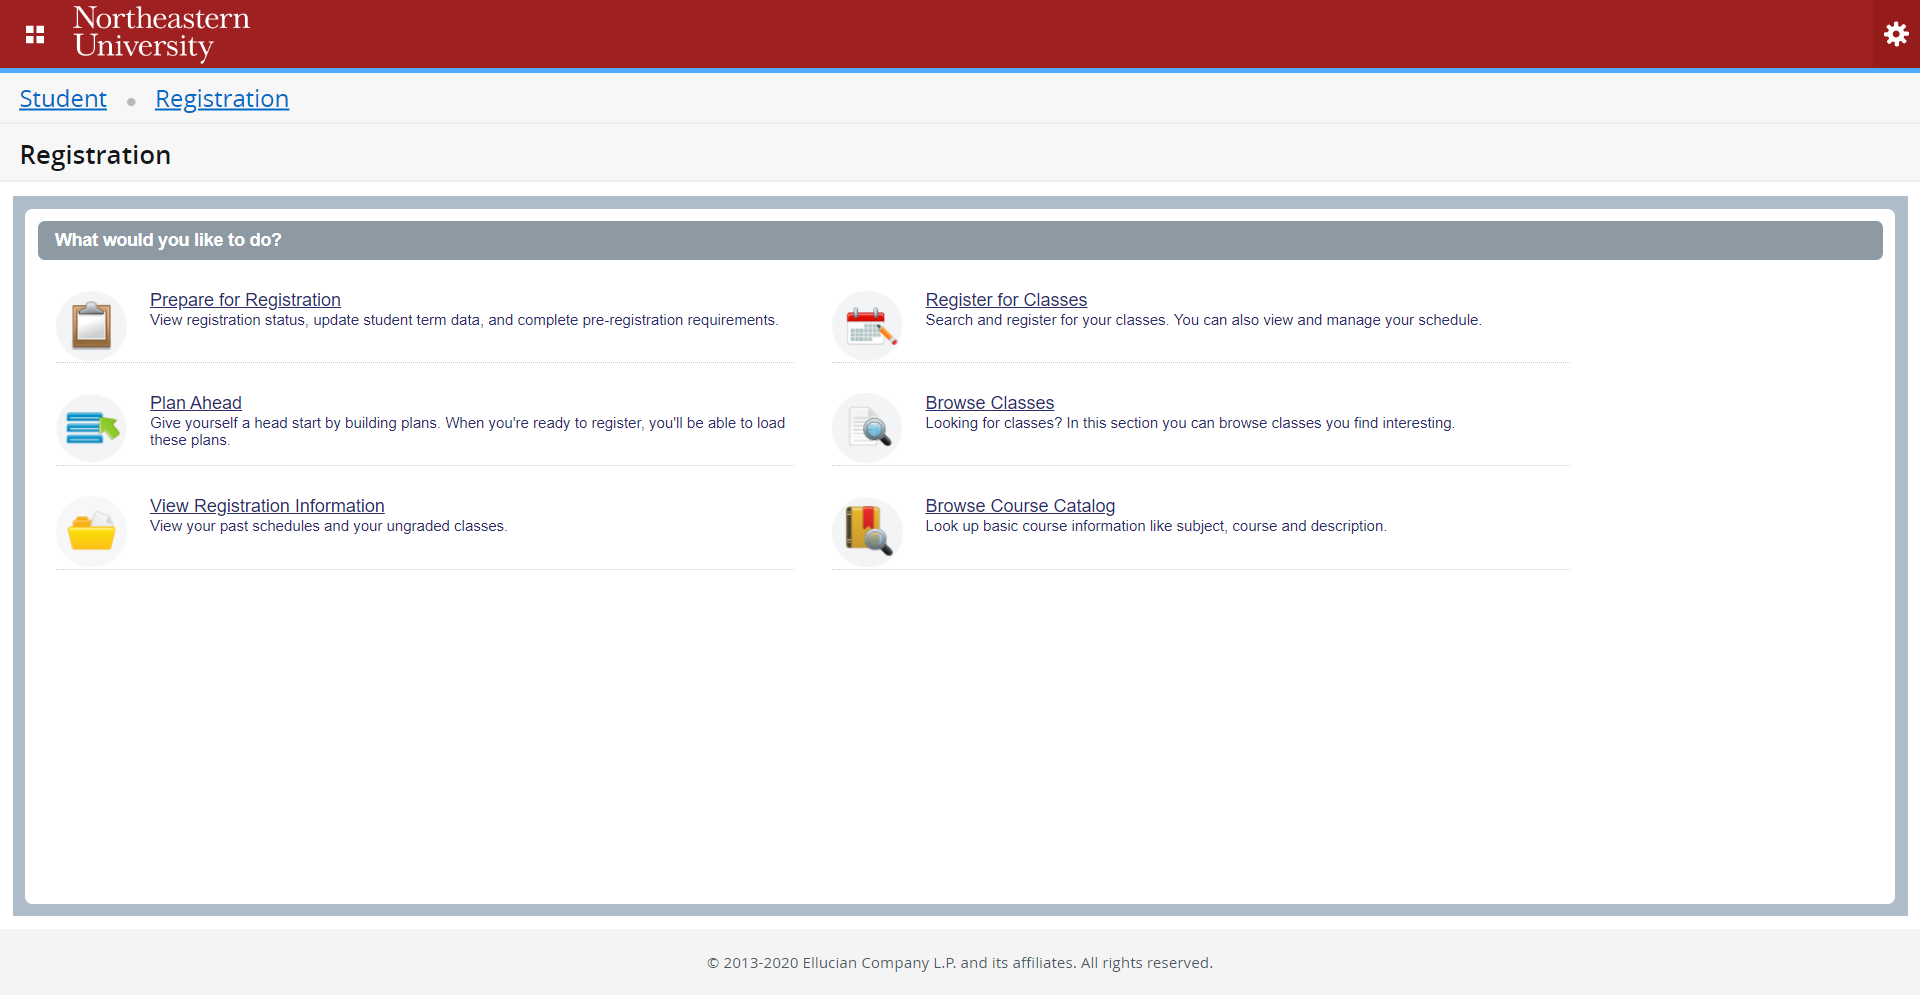 Northeastern
University
Student • Registration
Registration
What would you like to do?
Prepare for Registration
View registration status, update student term data, and complete pre-registration requirements.
Register for Classes
Search and register for your classes. You can also view and manage your schedule.
Plan Ahead
Give yourself a head start by building plans. When you're ready to register, you'll be able to load
these plans.
Browse Classes
Looking for classes? In this section you can browse classes you find interesting.
View Registration Information
View your past schedules and your ungraded classes.
Browse Course Catalog
Look up basic course information like subject, course and description.
© 2013-2020 Ellucian Company L.P. and its affiliates. All rights reserved.